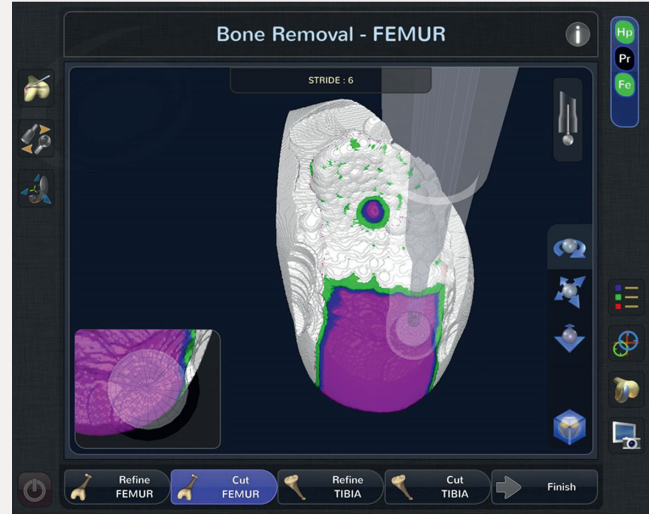 Bone Removal - FEMUR
i
Hp
Pr
Fe
STRIDE : 6
Refine
FEMUR
Cut
FEMUR
Refine
TIBIA
Cut
TIBIA
Finish